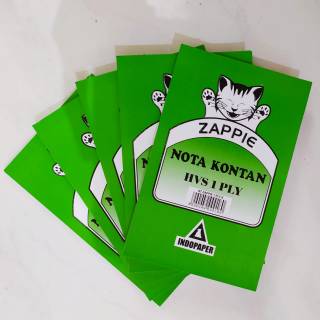 ZAPPIE
NOTA KONTAN
HVS 1 PLY
INDOPAPER